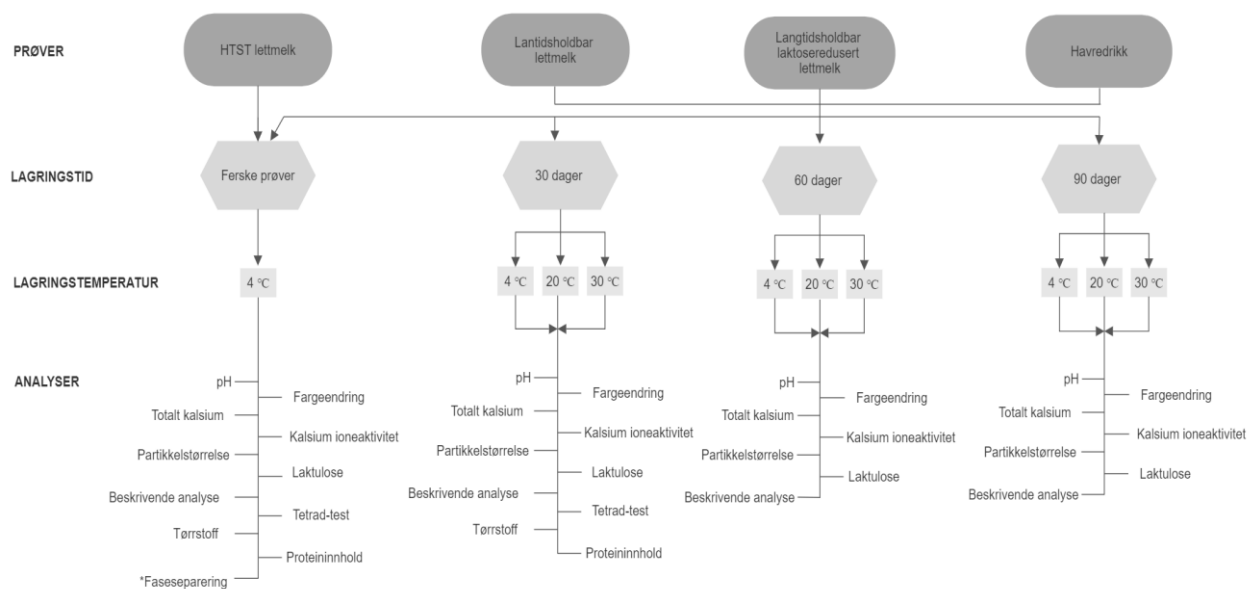 PRØVER
HTST lettmelk
Lantidsholdbar
lettmelk
Langtidsholdbar
laktoseredusert
lettmelk
Havredrikk
LAGRINGSTID
Ferske prøver
30 dager
60 dager
90 dager
LAGRINGSTEMPERATUR
4 °C
4 °C
20 °C
30 °C
4 °C
20 °C
30 °C
4 °C
20 °C
30 °C
ANALYSER
pH
Fargeendring
Totalt kalsium
Kalsium ioneaktivitet
Partikkelstørrelse
Laktulose
Beskrivende analyse
Tetrad-test
Tørrstoff
Proteininnhold
*Faseseparering
pH
Fargeendring
Totalt kalsium
Kalsium ioneaktivitet
Partikkelstørrelse
Laktulose
Beskrivende analyse
Tetrad-test
Tørrstoff
Proteininnhold
pH
Fargeendring
Totalt kalsium
Kalsium ioneaktivitet
Partikkelstørrelse
Laktulose
Beskrivende analyse
pH
Fargeendring
Totalt kalsium
Kalsium ioneaktivitet
Partikkelstørrelse
Laktulose
Beskrivende analyse